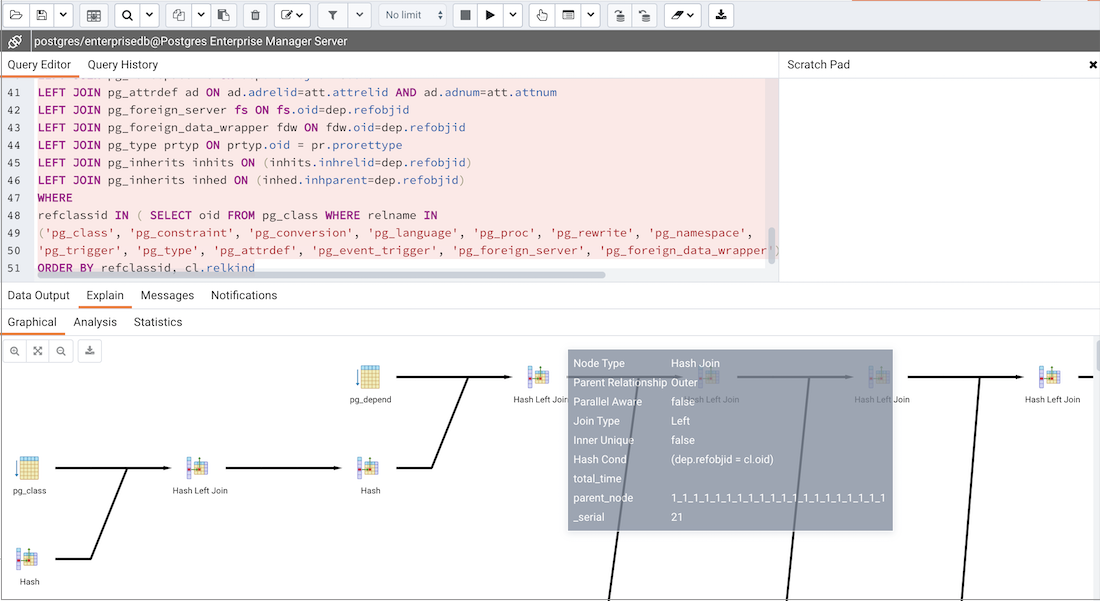 No limit
postgres/enterprisedb@Postgres Enterprise Manager Server
Query Editor Query History Scratch Pad
41 LEFT JOIN pg_attrdef ad ON ad.adrelid=att.attrelid AND ad.adnum=att.attnum
42 LEFT JOIN pg_foreign_server fs ON fs.oid=dep.refobjid
43 LEFT JOIN pg_foreign_data_wrapper fdw ON fdw.oid=dep.refobjid
44 LEFT JOIN pg_type prtyp ON prtyp.oid = pr.prorettype
45 LEFT JOIN pg_inherits inhits ON (inhits.inhrelid=dep.refobjid)
46 LEFT JOIN pg_inherits inhed ON (inhed.inhparent=dep.refobjid)
47 WHERE
48 refclassid IN ( SELECT oid FROM pg_class WHERE relname IN
49 ('pg_class', 'pg_constraint', 'pg_conversion', 'pg_language', 'pg_proc', 'pg_rewrite', 'pg_namespace',
50 'pg_trigger', 'pg_type', 'pg_attrdef', 'pg_event_trigger', 'pg_foreign_server', 'pg_foreign_data_wrapper')
51 ORDER BY refclassid, cl.relkind
Data Output Explain Messages Notifications
Graphical Analysis Statistics
pg_depend
Hash Left Join
Hash Left Join
Hash Left Join
Hash Left Join
Node Type Hash Join
Parent Relationship Outer
Parallel Aware false
Join Type Left
Inner Unique false
Hash Cond (dep.refobjid = cl.oid)
total_time
parent_node 1_1_1_1_1_1_1_1_1_1_1_1_1_1_1_1_1_1_1_1
_serial 21
pg_class
Hash Left Join
Hash
Hash